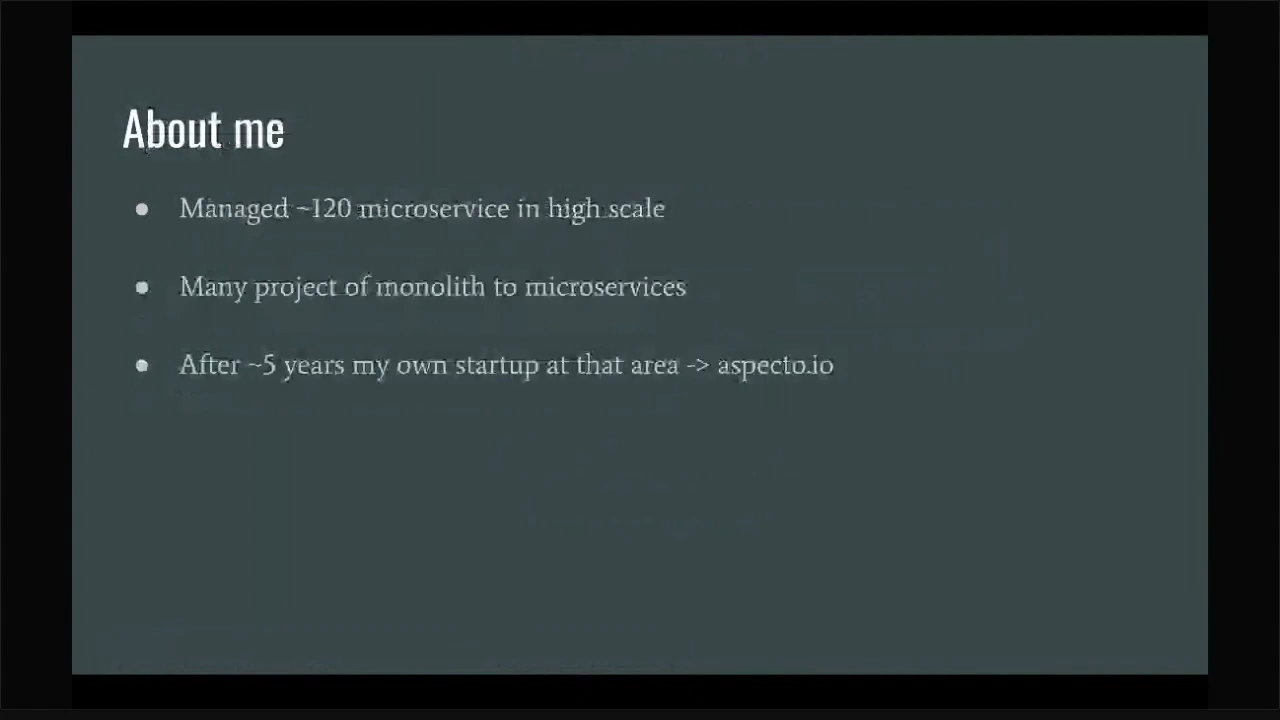 About me
● Managed ~120 microservice in high scale
● Many project of monolith to microservices
● After ~5 years my own startup at that area -> aspecto.io